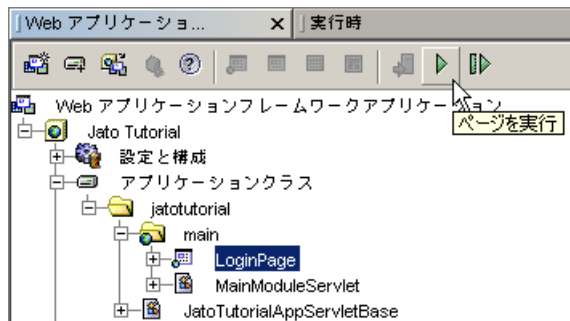 Web アプリケーショ...
実行時
Web アプリケーションフレームワークアプリケーション
ページを実行
Jato Tutorial
設定と構成
アプリケーションクラス
jatotutorial
main
LoginPage
MainModuleServlet
JatoTutorialAppServletBase